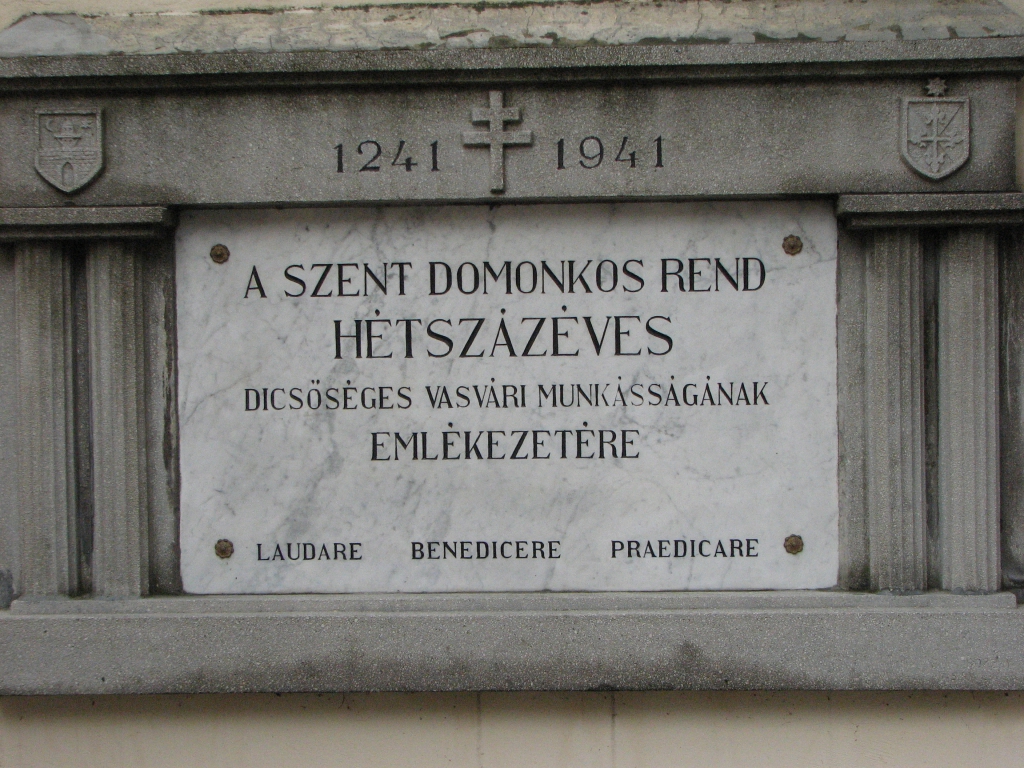 1241 1941
A SZENT DOMONKOS REND
HÉTSZÁZÉVES
DICSŐSÉGES VASVÁRI MUNKÁSSÁGÁNAK
EMLÉKEZETÉRE
LAUDARE BENEDICERE PRAEDICARE